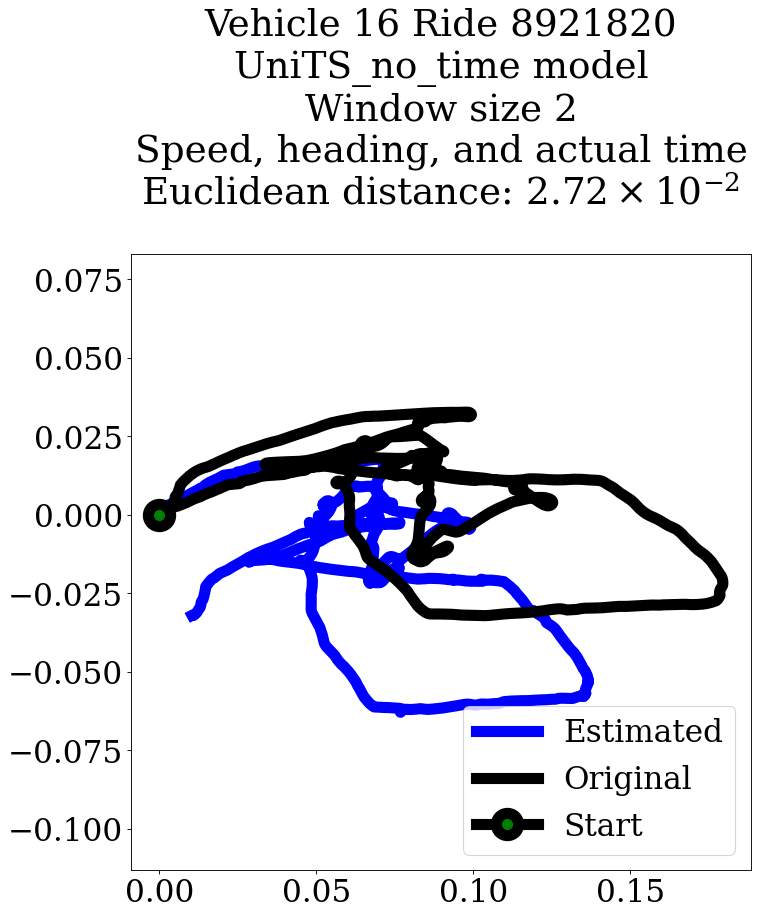 Vehicle 16 Ride 8921820
UniTS_no_time model
Window size 2
Speed, heading, and actual time
Euclidean distance: 2.72 × 10⁻²
0.075
0.050
0.025
0.000
−0.025
−0.050
−0.075
−0.100
Estimated
Original
Start
0.00 0.05 0.10 0.15